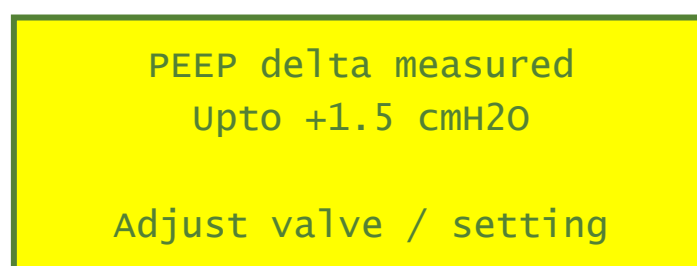 PEEP delta measured
Upto +1.5 cmH2O
Adjust valve / setting